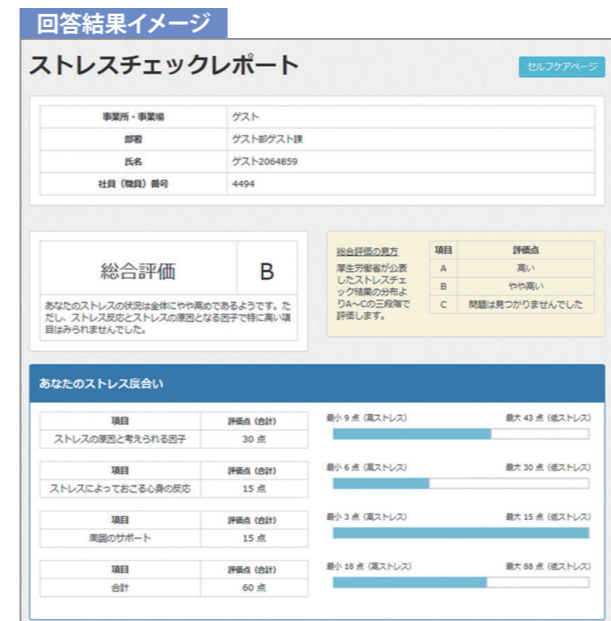 回答結果イメージ
ストレスチェックレポート
セルフケアページ
事業所・事業場 ゲスト
部署 ゲスト部ゲスト課
氏名 ゲスト2064859
社員（職員）番号 4494
総合評価 B
あなたのストレスの状況は全体にやや高めであるようです。た
だし、ストレス反応とストレスの原因となる因子で特に高い項
目はみられませんでした。
総合評価の見方
厚生労働省が公表
したストレスチェ
ック結果の分布よ
りA～Cの三段階で
評価します。
項目 評価点
A 高い
B やや高い
C 問題は見つかりませんでした
あなたのストレス度合い
項目 評価点（合計）
ストレスの原因と考えられる因子 30 点
最小 9 点（高ストレス） 最大 43 点（低ストレス）
項目 評価点（合計）
ストレスによっておこる心身の反応 15 点
最小 6 点（高ストレス） 最大 30 点（低ストレス）
項目 評価点（合計）
周囲のサポート 15 点
最小 3 点（高ストレス） 最大 15 点（低ストレス）
項目 評価点（合計）
合計 60 点
最小 18 点（高ストレス） 最大 88 点（低ストレス）